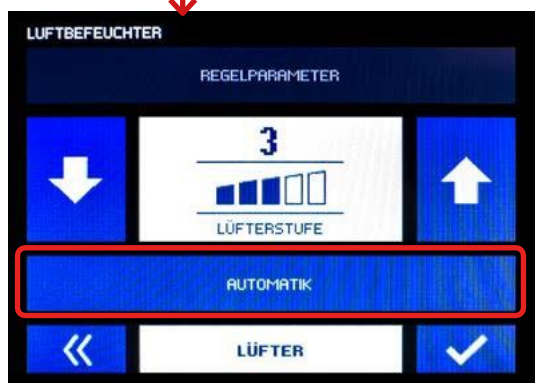 LUFTBEFEUCHTER
REGELPARAMETER
3
LÜFTERSTUFE
AUTOMATIK
LÜFTER